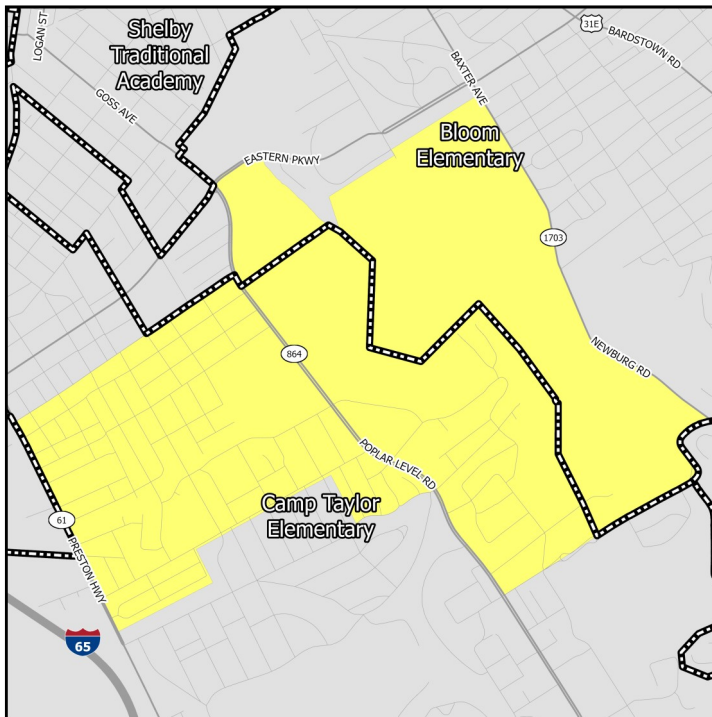 LOGAN ST
Shelby
Traditional
Academy
31E
BARDSTOWN RD
BAXTER AVE
GOSS AVE
EASTERN PKWY
Bloom
Elementary
1703
NEWBURG RD
864
POPLAR LEVEL RD
Camp Taylor
Elementary
61
PRESTON HWY
65